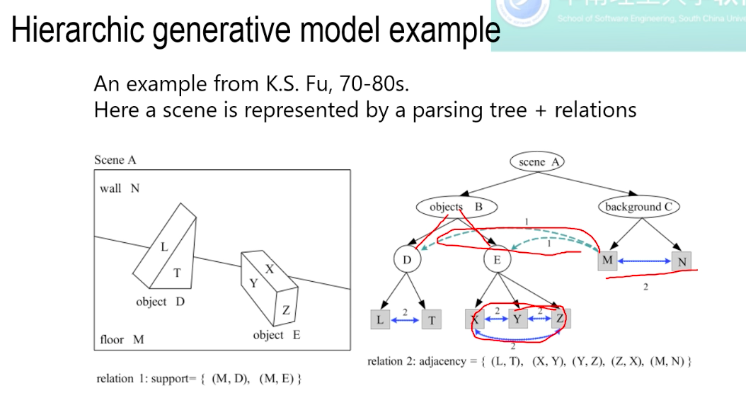 School of Software Engineering, South China
Hierarchic generative model example
An example from K.S. Fu, 70-80s.
Here a scene is represented by a parsing tree + relations
Scene A
wall N
L
T
X
Y
Z
object D
object E
floor M
relation 1: support= { (M, D), (M, E) }
scene A
objects B
background C
1
1
D
E
M
N
2
2
L
T
2
2
X
Y
Z
2
relation 2: adjacency = { (L, T), (X, Y), (Y, Z), (Z, X), (M, N) }